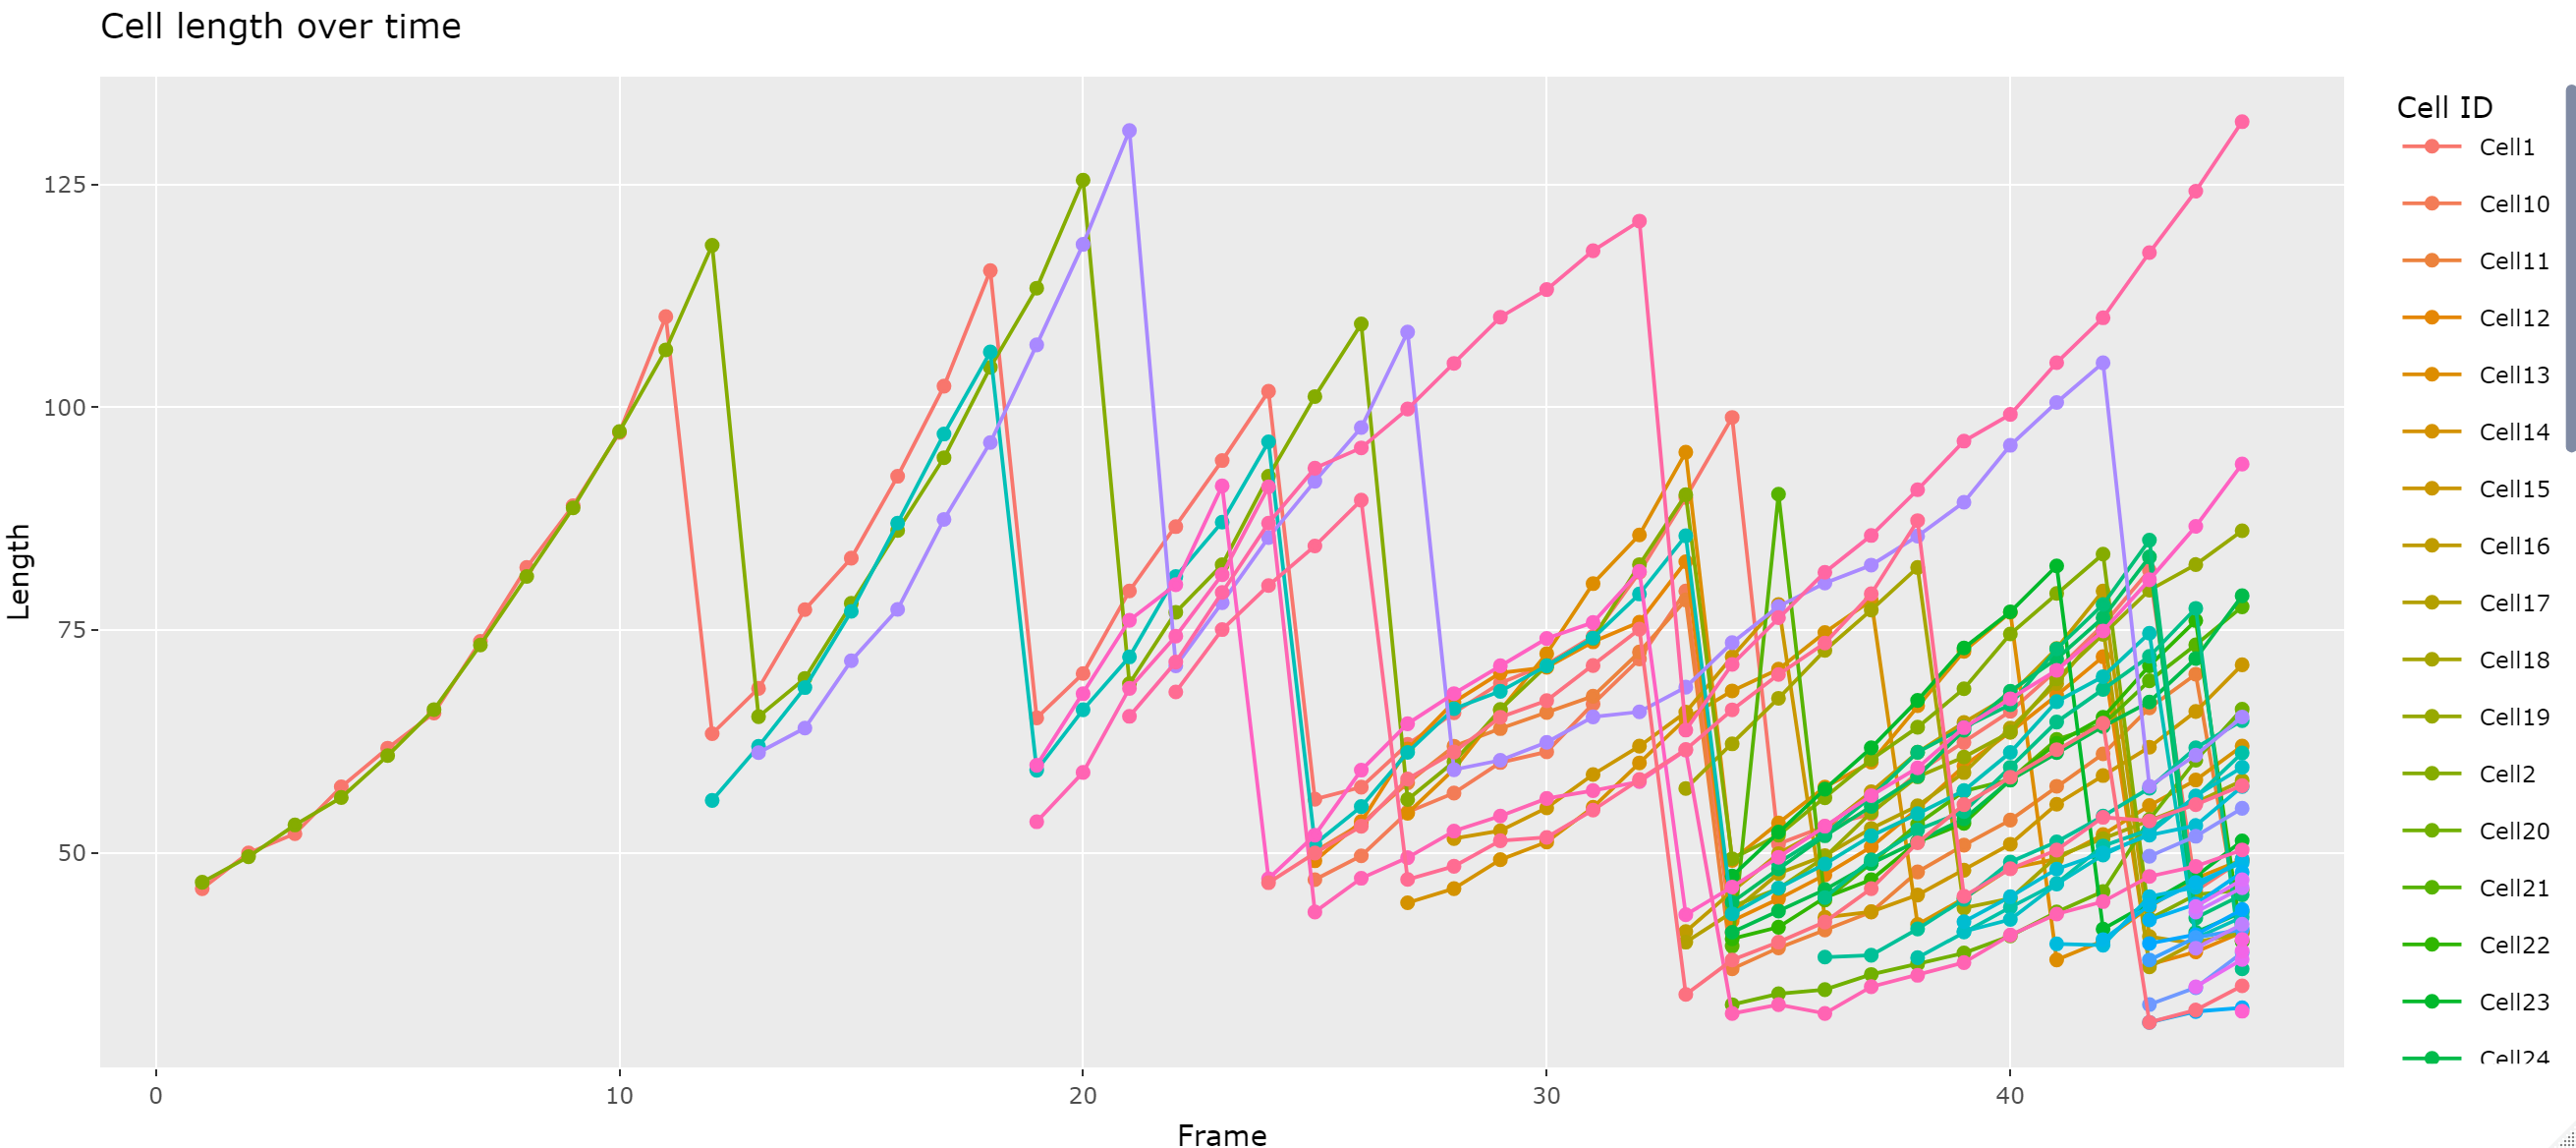 Cell length over time
125
100
75
50
Length
0 10 20 30 40
Frame
Cell ID
Cell1
Cell10
Cell11
Cell12
Cell13
Cell14
Cell15
Cell16
Cell17
Cell18
Cell19
Cell2
Cell20
Cell21
Cell22
Cell23
Cell24